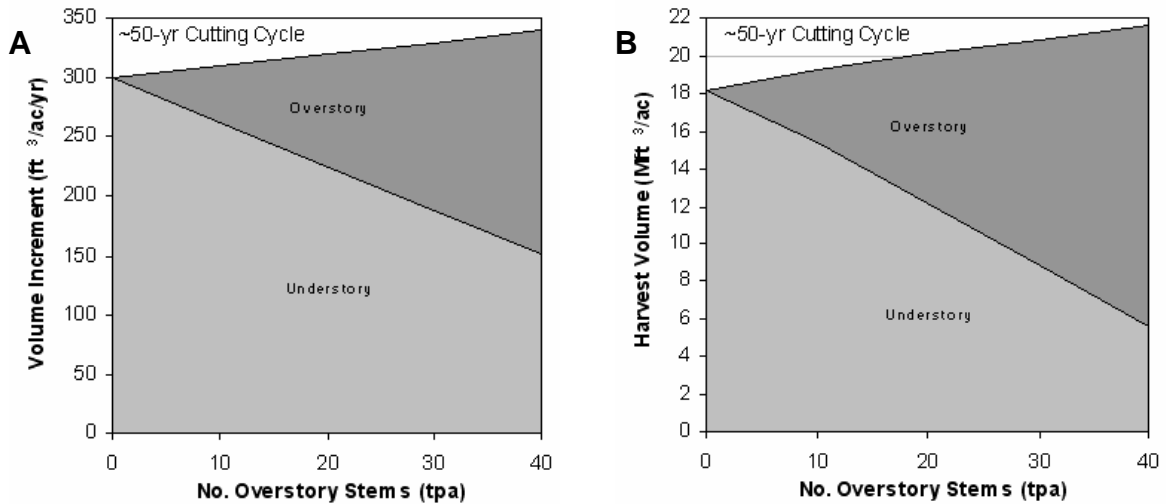 A
~50-yr Cutting Cycle
Volume Increment (ft ³/ac/yr)
350
300
250
200
150
100
50
0
Overstory
Understory
0 10 20 30 40
No. Overstory Stems (tpa)
B
~50-yr Cutting Cycle
Harvest Volume (Mft ³/ac)
22
20
18
16
14
12
10
8
6
4
2
0
Overstory
Understory
0 10 20 30 40
No. Overstory Stems (tpa)